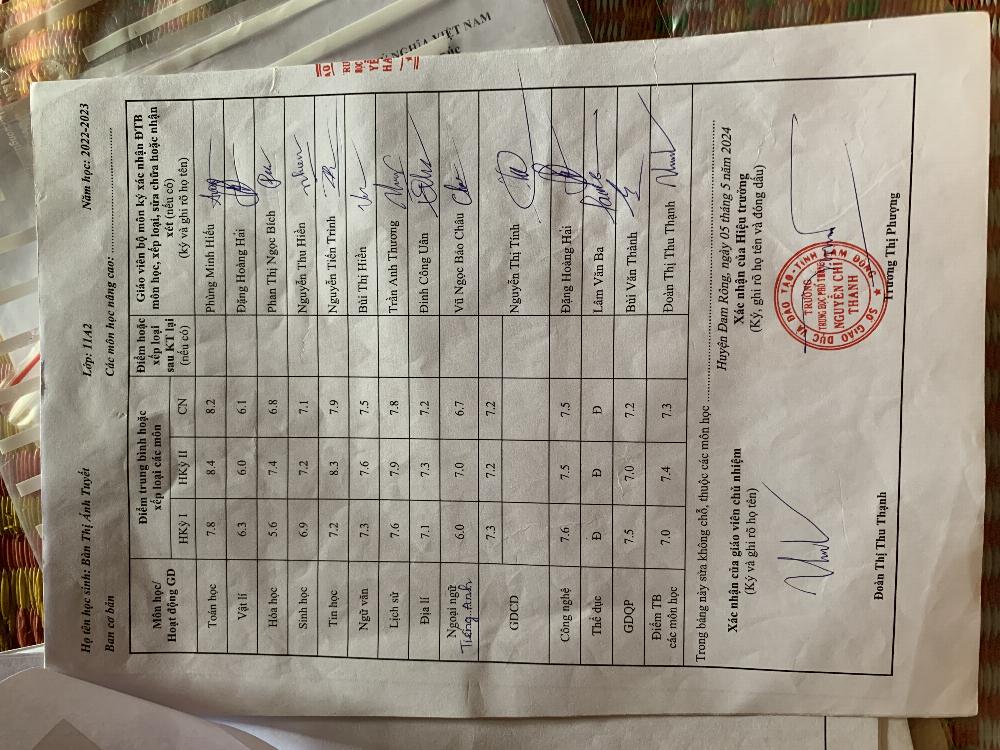 NGHĨA VIỆT NAM
Họ tên học sinh: Bàn Thị Ánh Tuyết Lớp: 11A2 Năm học: 2022-2023
Ban cơ bản Các môn học nâng cao:
Môn học/ Hoạt động GD Điểm trung bình hoặc xếp loại các môn Điểm hoặc xếp loại sau KT lại (nếu có) Giáo viên bộ môn ký xác nhận ĐTB môn học, xếp loại, sửa chữa hoặc nhận xét (nếu có) (ký và ghi rõ họ tên)
HKỳ I HKỳ II CN
Toán học 7.8 8.4 8.2 Phùng Minh Hiếu
Vật lí 6.3 6.0 6.1 Đặng Hoàng Hải
Hóa học 5.6 7.4 6.8 Phan Thị Ngọc Bích
Sinh học 6.9 7.2 7.1 Nguyễn Thu Hiền
Tin học 7.2 8.3 7.9 Nguyễn Tiến Trình
Ngữ văn 7.3 7.6 7.5 Bùi Thị Hiền
Lịch sử 7.6 7.9 7.8 Trần Anh Thương
Địa lí 7.1 7.3 7.2 Đinh Công Uân
Ngoại ngữ Tiếng Anh 6.0 7.0 6.7 Vũ Ngọc Bảo Châu
GDCD 7.3 7.2 7.2 Nguyễn Thị Tình
Công nghệ 7.6 7.5 7.5 Đặng Hoàng Hải
Thể dục Đ Đ Đ Lâm Văn Ba
GDQP 7.5 7.0 7.2 Bùi Văn Thành
Điểm TB các môn học 7.0 7.4 7.3 Đoàn Thị Thu Thạnh
Trong bảng này sửa không chỗ, thuộc các môn học
Huyện Đam Rông, ngày 05 tháng 5 năm 2024
Xác nhận của giáo viên chủ nhiệm Xác nhận của Hiệu trưởng
(Ký và ghi rõ họ tên) (Ký, ghi rõ họ tên và đóng dấu)
SỞ GIÁO DỤC VÀ ĐÀO TẠO TỈNH LÂM ĐỒNG
TRƯỜNG
TRUNG HỌC PHỔ THÔNG
NGUYỄN CHÍ
THANH
Đoàn Thị Thu Thạnh Trương Thị Phượng